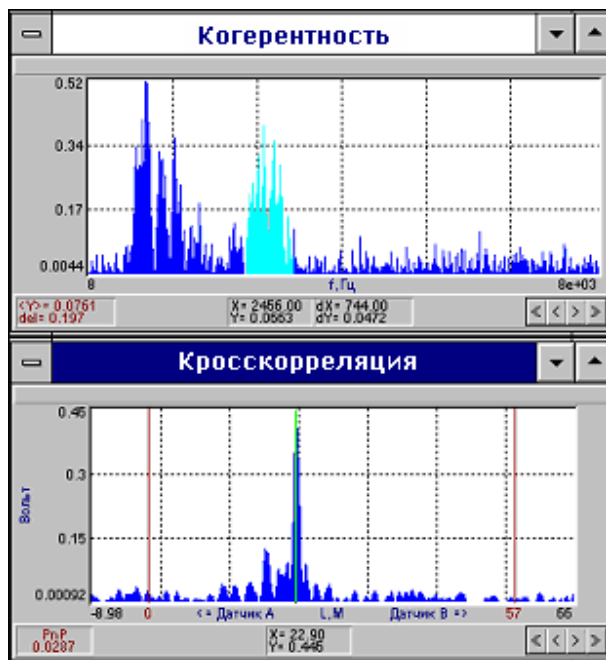 Когерентность
0.52
0.34
0.17
0.0044
8 f,Гц 8e+03
<Y>= 0.0761 X= 2456.00 dX= 744.00
del= 0.197 Y= 0.0553 dY= 0.0472
Кросскорреляция
0.45
0.3
0.15
0.00092
Вольт
-8.98 0 <= Датчик А L,М Датчик В => 57 66
РпР X= 22.90
0.0287 Y= 0.446